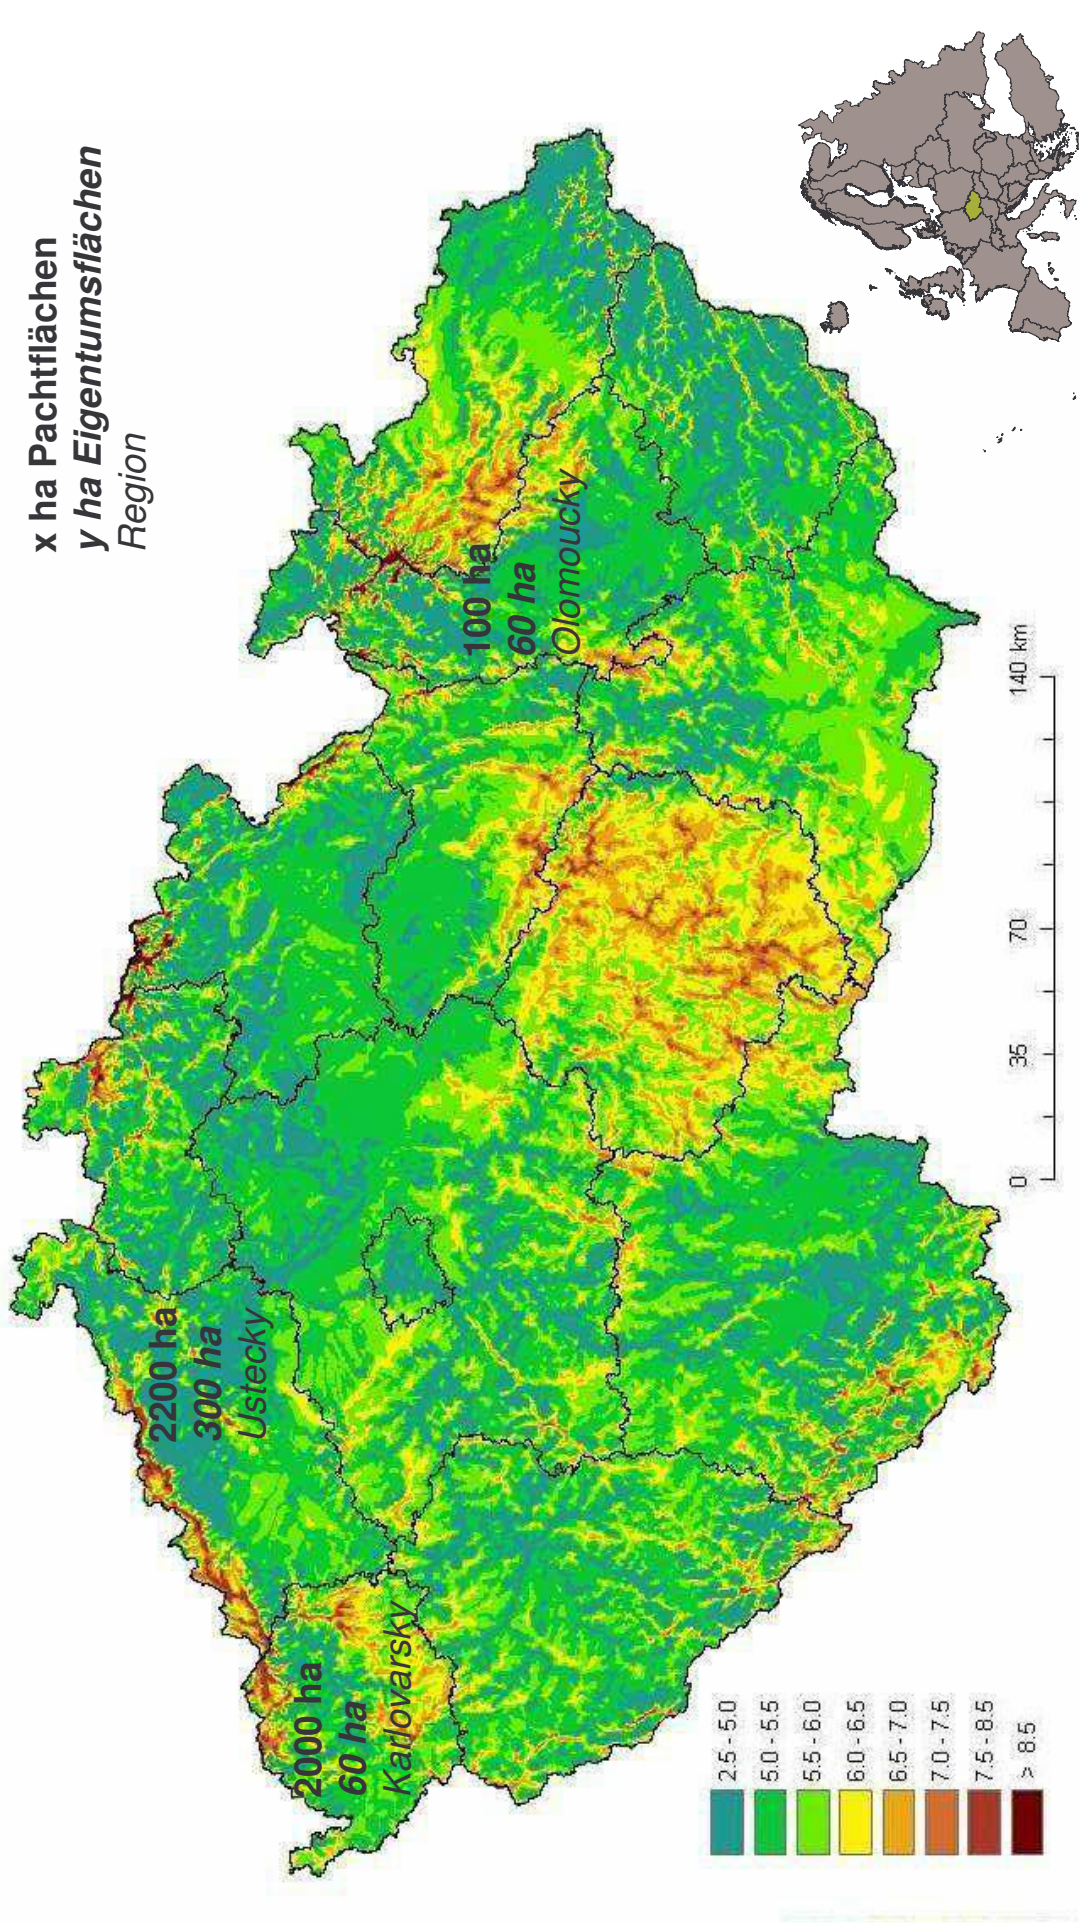 x ha Pachtflächen
y ha Eigentumsflächen
Region
2000 ha
60 ha
Karlovarsky
2200 ha
300 ha
Ustecky
100 ha
60 ha
Olomoucky
2.5 - 5.0
5.0 - 5.5
5.5 - 6.0
6.0 - 6.5
6.5 - 7.0
7.0 - 7.5
7.5 - 8.5
> 8.5
0 35 70 140 km